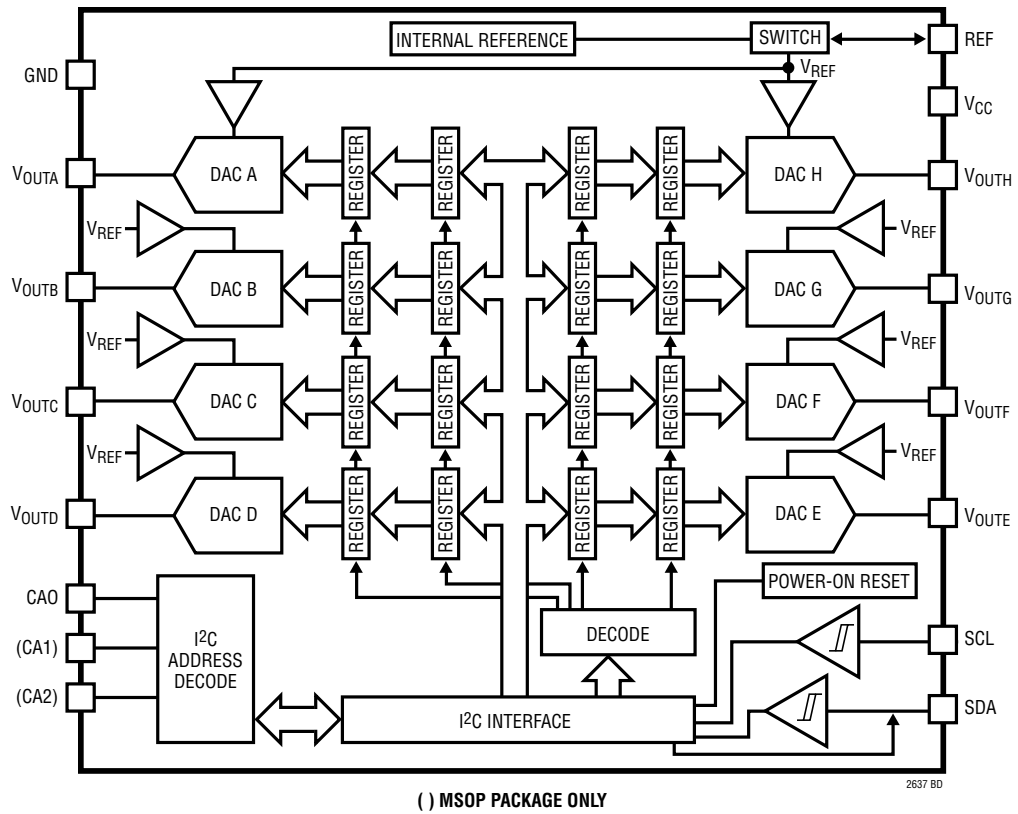 INTERNAL REFERENCE
SWITCH
REF
GND
VREF
VCC
VOUTA
DAC A
REGISTER
REGISTER
REGISTER
REGISTER
DAC H
VOUTH
VREF
VREF
VOUTB
DAC B
REGISTER
REGISTER
REGISTER
REGISTER
DAC G
VOUTG
VREF
VREF
VOUTC
DAC C
REGISTER
REGISTER
REGISTER
REGISTER
DAC F
VOUTF
VREF
VREF
VOUTD
DAC D
REGISTER
REGISTER
REGISTER
REGISTER
DAC E
VOUTE
CAO
(CA1)
(CA2)
I2C
ADDRESS
DECODE
DECODE
POWER-ON RESET
SCL
I2C INTERFACE
SDA
2637 BD
( ) MSOP PACKAGE ONLY